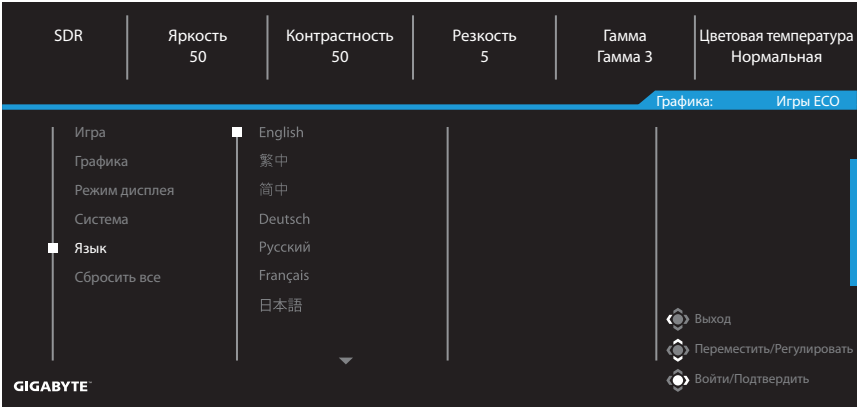 SDR
Яркость
50
Контрастность
50
Резкость
5
Гамма
Гамма 3
Цветовая температура
Нормальная
Графика: Игры ECO
Игра
Графика
Режим дисплея
Система
Язык
Сбросить все
English
繁中
简中
Deutsch
Русский
Français
日本語
Выход
Переместить/Регулировать
Войти/Подтвердить
GIGABYTE™